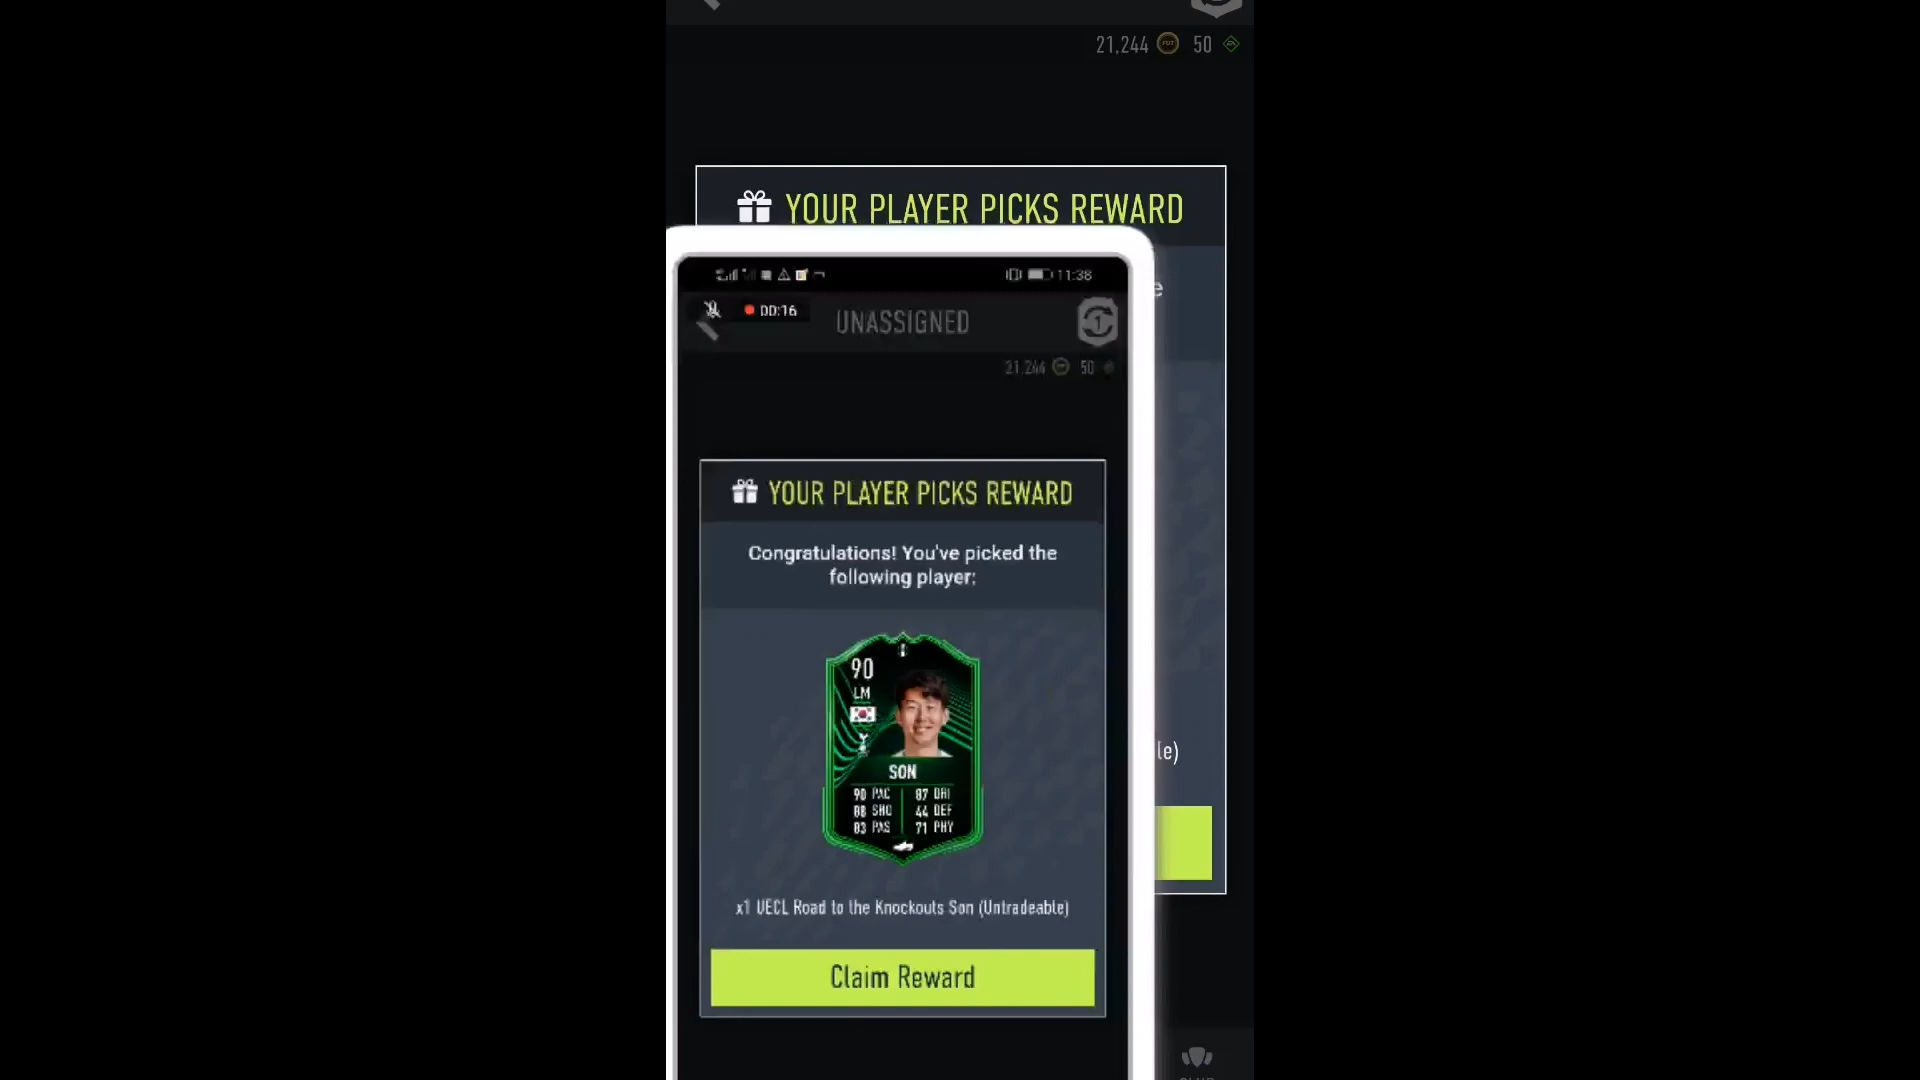 21,244 50
YOUR PLAYER PICKS REWARD
11:38
00:16
UNASSIGNED
21,244 50
YOUR PLAYER PICKS REWARD
Congratulations! You've picked the
following player:
90
LM
SON
90 PAC 87 DRI
88 SHO 44 DEF
83 PAS 71 PHY
x1 UECL Road to the Knockouts Son (Untradeable)
Claim Reward
e
le)